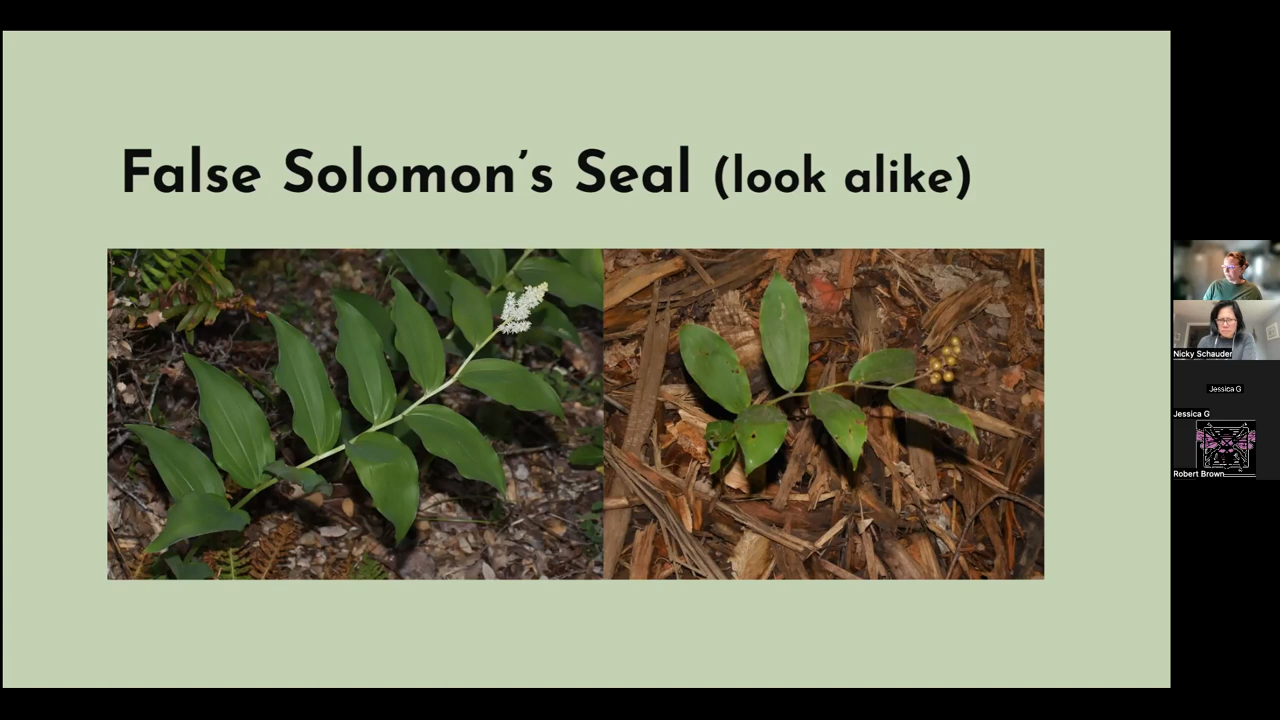 False Solomon's Seal (look alike)
Nicky Schauder
Jessica G
Jessica G
Robert Brown